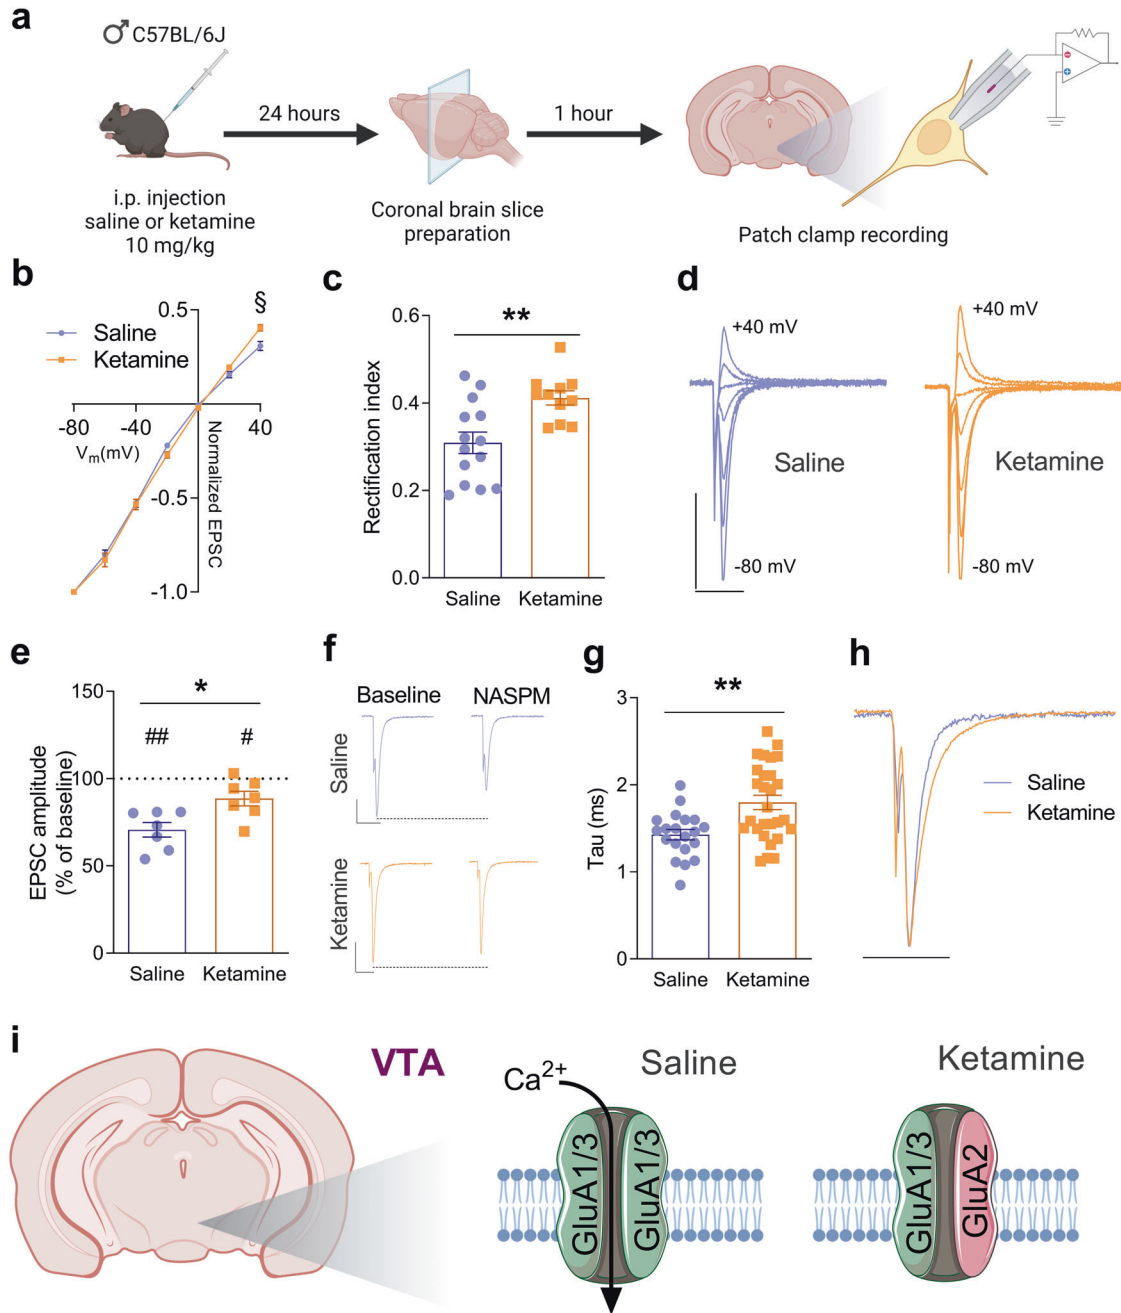 a
♂ C57BL/6J
24 hours
1 hour
i.p. injection
saline or ketamine
10 mg/kg
Coronal brain slice
preparation
Patch clamp recording
b
Saline
Ketamine
§
0.5
-0.5
-1.0
-80
-40
40
Vm(mV)
Normalized EPSC
c
**
Rectification index
0.6
0.4
0.2
0.0
Saline
Ketamine
d
+40 mV
Saline
-80 mV
+40 mV
Ketamine
-80 mV
e
*
##
#
EPSC amplitude
(% of baseline)
150
100
50
0
Saline
Ketamine
f
Baseline
NASPM
Saline
Ketamine
g
**
Tau (ms)
3
2
1
0
Saline
Ketamine
h
Saline
Ketamine
i
VTA
Saline
Ca2+
GluA1/3
GluA1/3
Ketamine
GluA1/3
GluA2